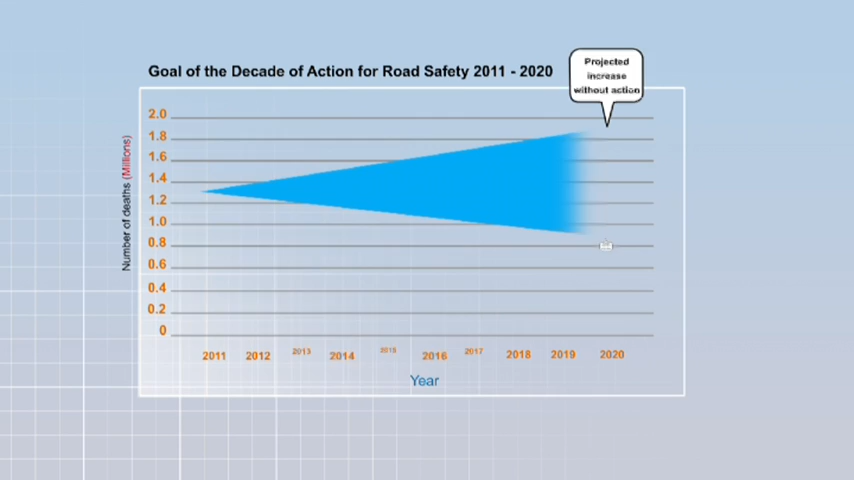 Goal of the Decade of Action for Road Safety 2011 - 2020
Projected
increase
without action
Number of deaths (Millions)
2.0
1.8
1.6
1.4
1.2
1.0
0.8
0.6
0.4
0.2
0
2011 2012 2013 2014 2015 2016 2017 2018 2019 2020
Year